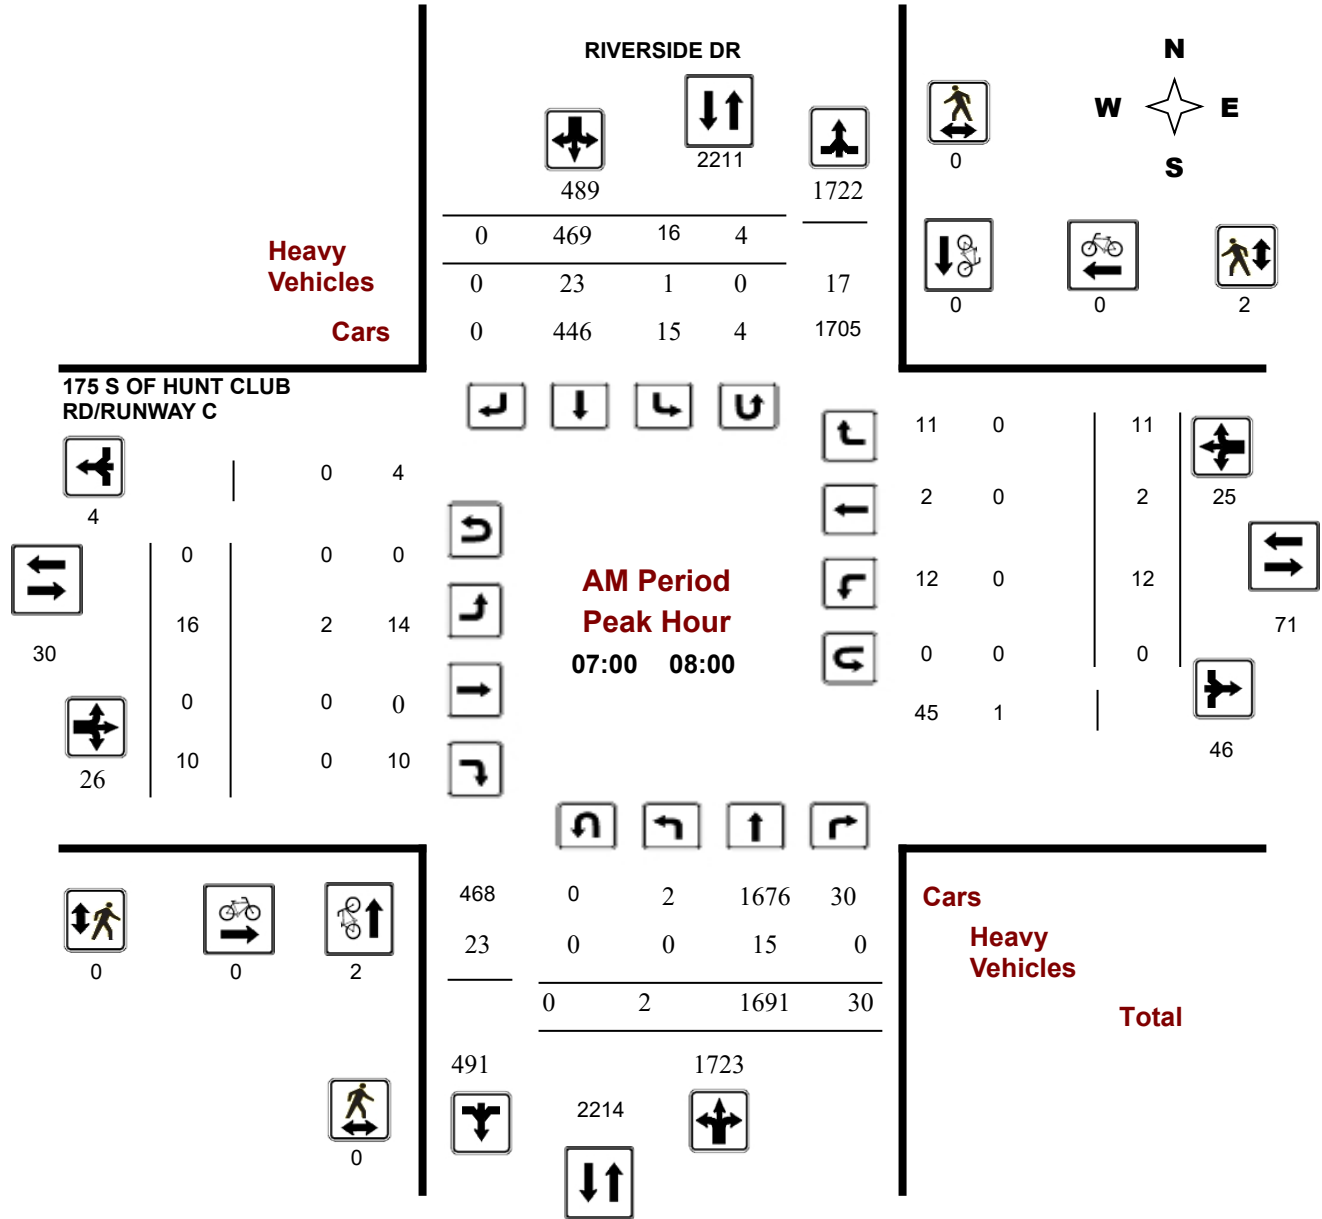 RIVERSIDE DR
N
W E
S
2211
0
489
1722
0 469 16 4
Heavy
Vehicles
0 23 1 0 17
0 0 2
Cars
0 446 15 4 1705
175 S OF HUNT CLUB
RD/RUNWAY C
11 0 11
0 4
2 0 2 25
4
0 0 0
AM Period
12 0 12
16 2 14
Peak Hour
71
30
07:00 08:00
0 0 0
0 0 0
45 1
46
26
10 0 10
468 0 2 1676 30
Cars
23 0 0 15 0
Heavy
Vehicles
0 0 2
0 2 1691 30
Total
491 1723
2214
0